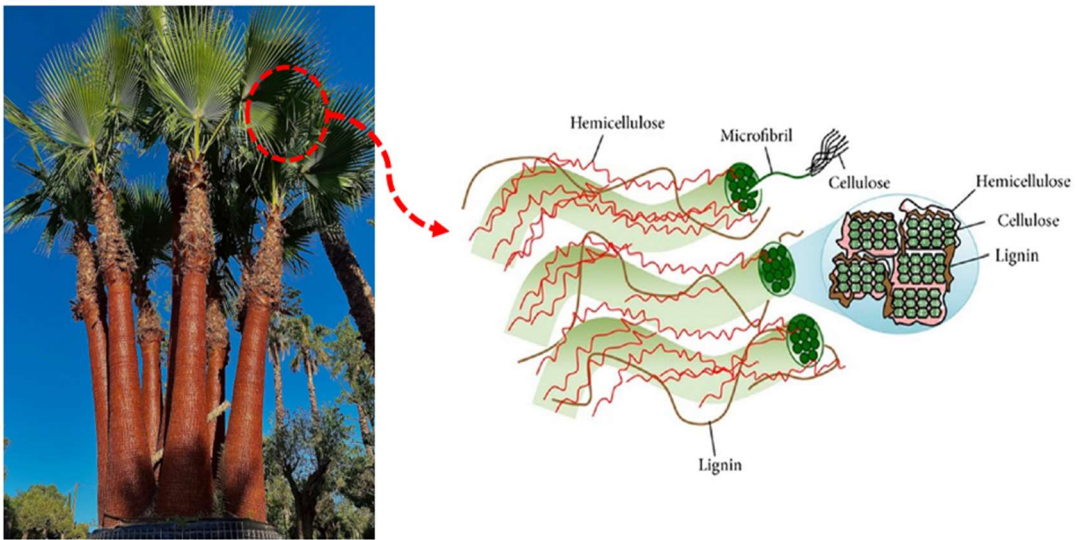 Hemicellulose
Microfibril
Cellulose
Hemicellulose
Cellulose
Lignin
Lignin